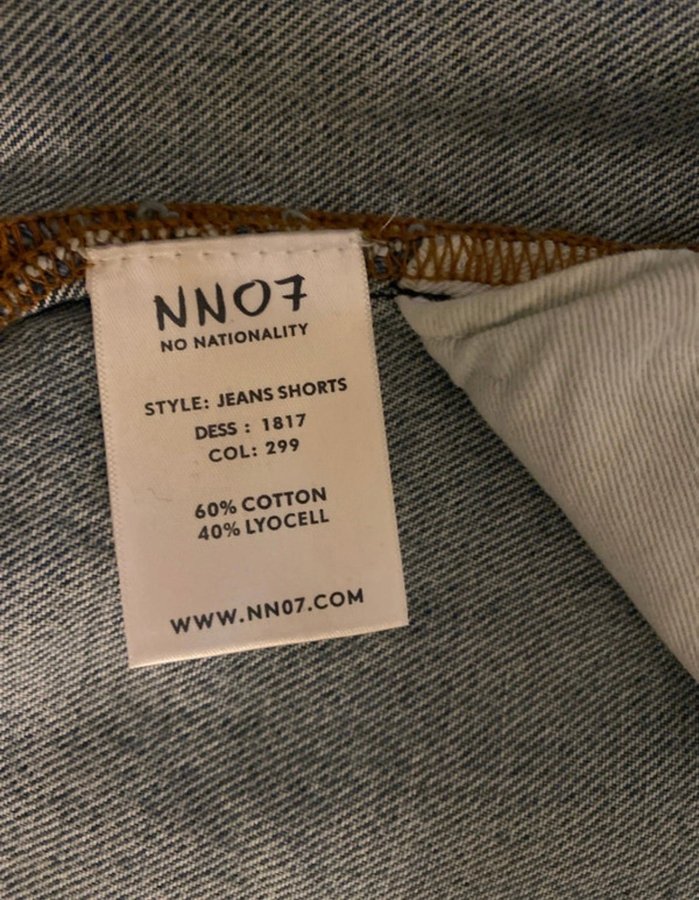 NN07
NO NATIONALITY
STYLE: JEANS SHORTS
DESS : 1817
COL: 299
60% COTTON
40% LYOCELL
WWW.NN07.COM